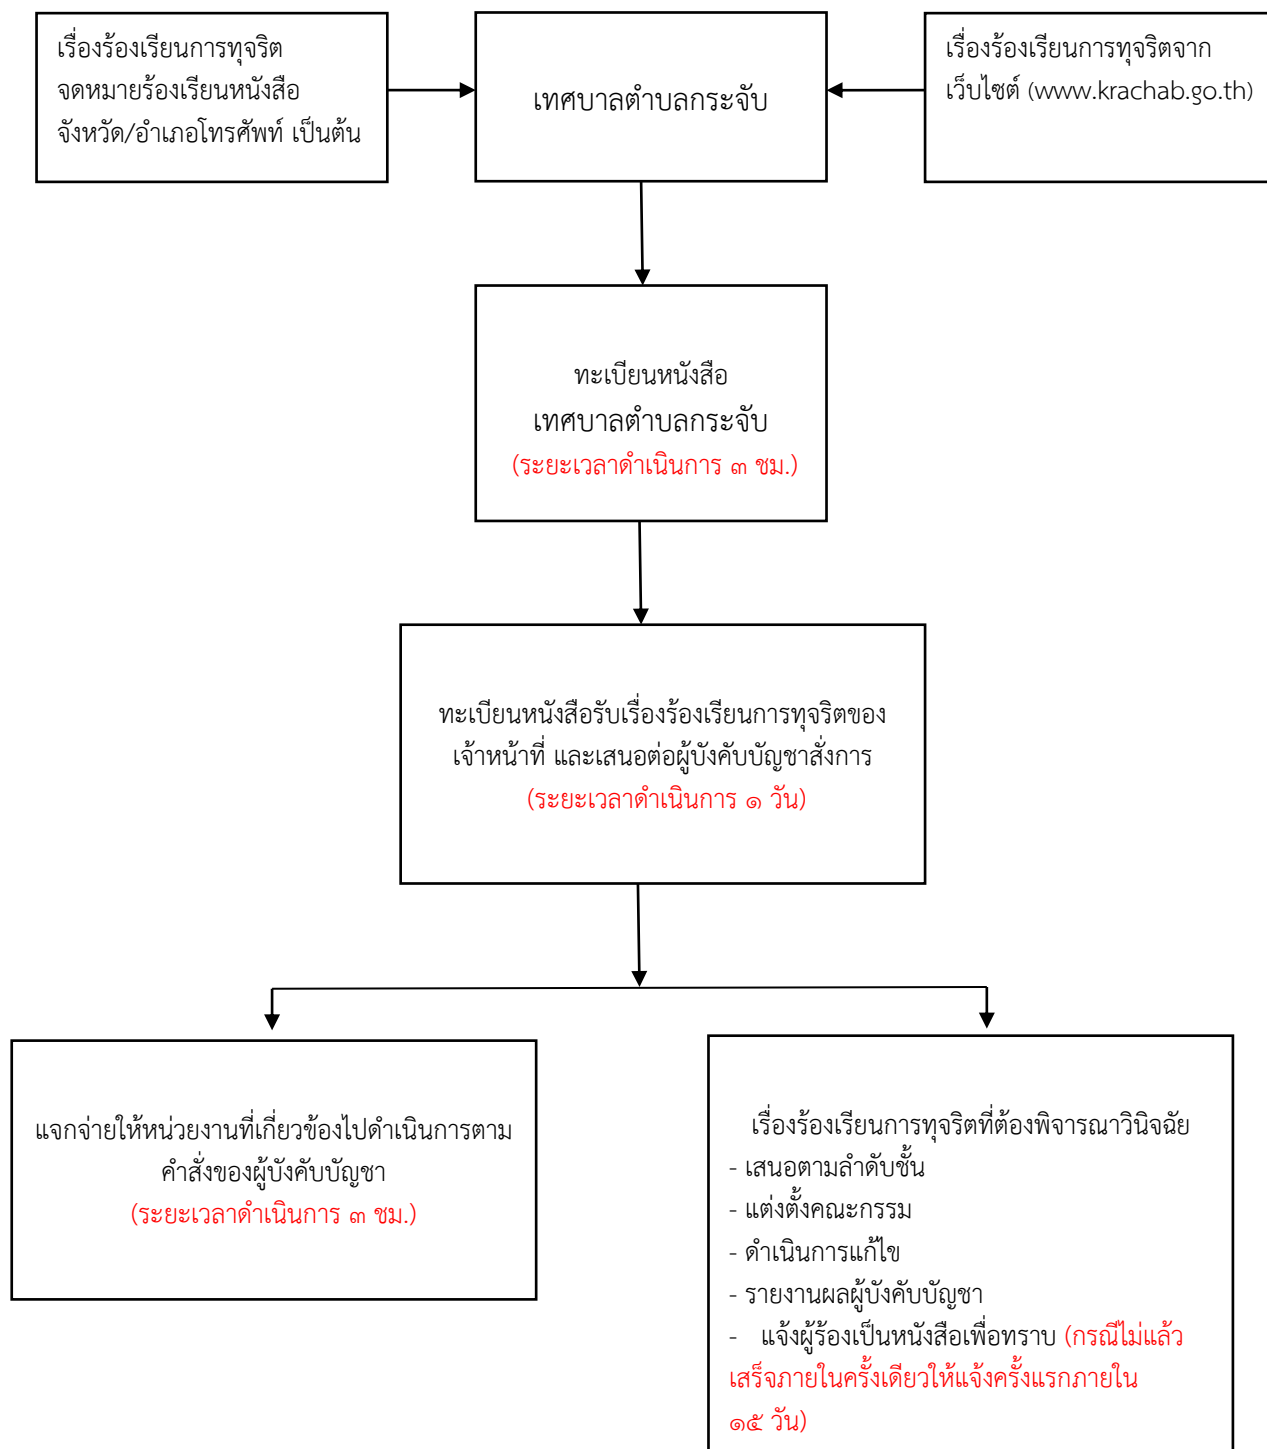 เรื่องร้องเรียนการทุจริต
จดหมายร้องเรียนหนังสือ
จังหวัด/อำเภอโทรศัพท์ เป็นต้น
เทศบาลตำบลกระจับ
เรื่องร้องเรียนการทุจริตจาก
เว็บไซต์ (www.krachab.go.th)
ทะเบียนหนังสือ
เทศบาลตำบลกระจับ
(ระยะเวลาดำเนินการ ๓ ชม.)
ทะเบียนหนังสือรับเรื่องร้องเรียนการทุจริตของ
เจ้าหน้าที่ และเสนอต่อผู้บังคับบัญชาสั่งการ
(ระยะเวลาดำเนินการ ๑ วัน)
แจกจ่ายให้หน่วยงานที่เกี่ยวข้องไปดำเนินการตาม
คำสั่งของผู้บังคับบัญชา
(ระยะเวลาดำเนินการ ๓ ชม.)
เรื่องร้องเรียนการทุจริตที่ต้องพิจารณาวินิจฉัย
- เสนอตามลำดับชั้น
- แต่งตั้งคณะกรรม
- ดำเนินการแก้ไข
- รายงานผลผู้บังคับบัญชา
- แจ้งผู้ร้องเป็นหนังสือเพื่อทราบ (กรณีไม่แล้ว
เสร็จภายในครั้งเดียวให้แจ้งครั้งแรกภายใน
๑๕ วัน)